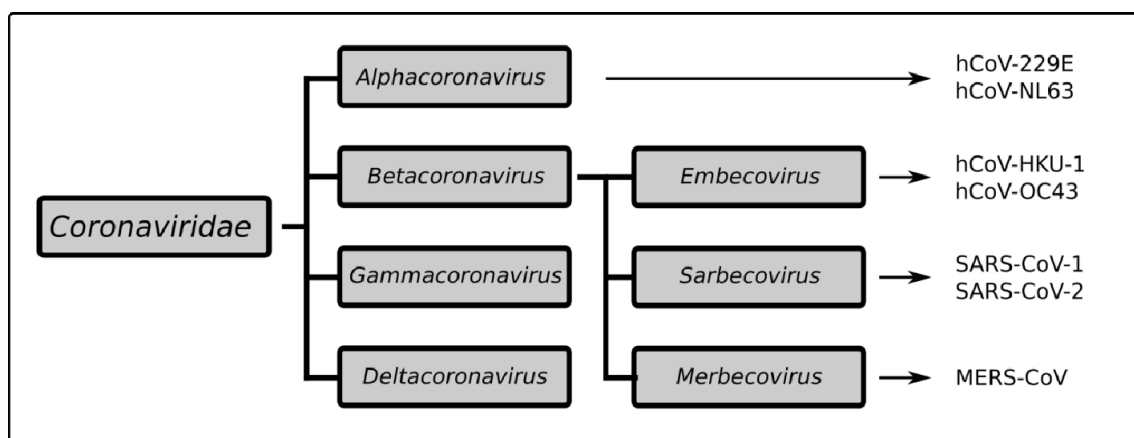 Coronaviridae
Alphacoronavirus
hCoV-229E
hCoV-NL63
Betacoronavirus
Embecovirus
hCoV-HKU-1
hCoV-OC43
Gammacoronavirus
Sarbecovirus
SARS-CoV-1
SARS-CoV-2
Deltacoronavirus
Merbecovirus
MERS-CoV